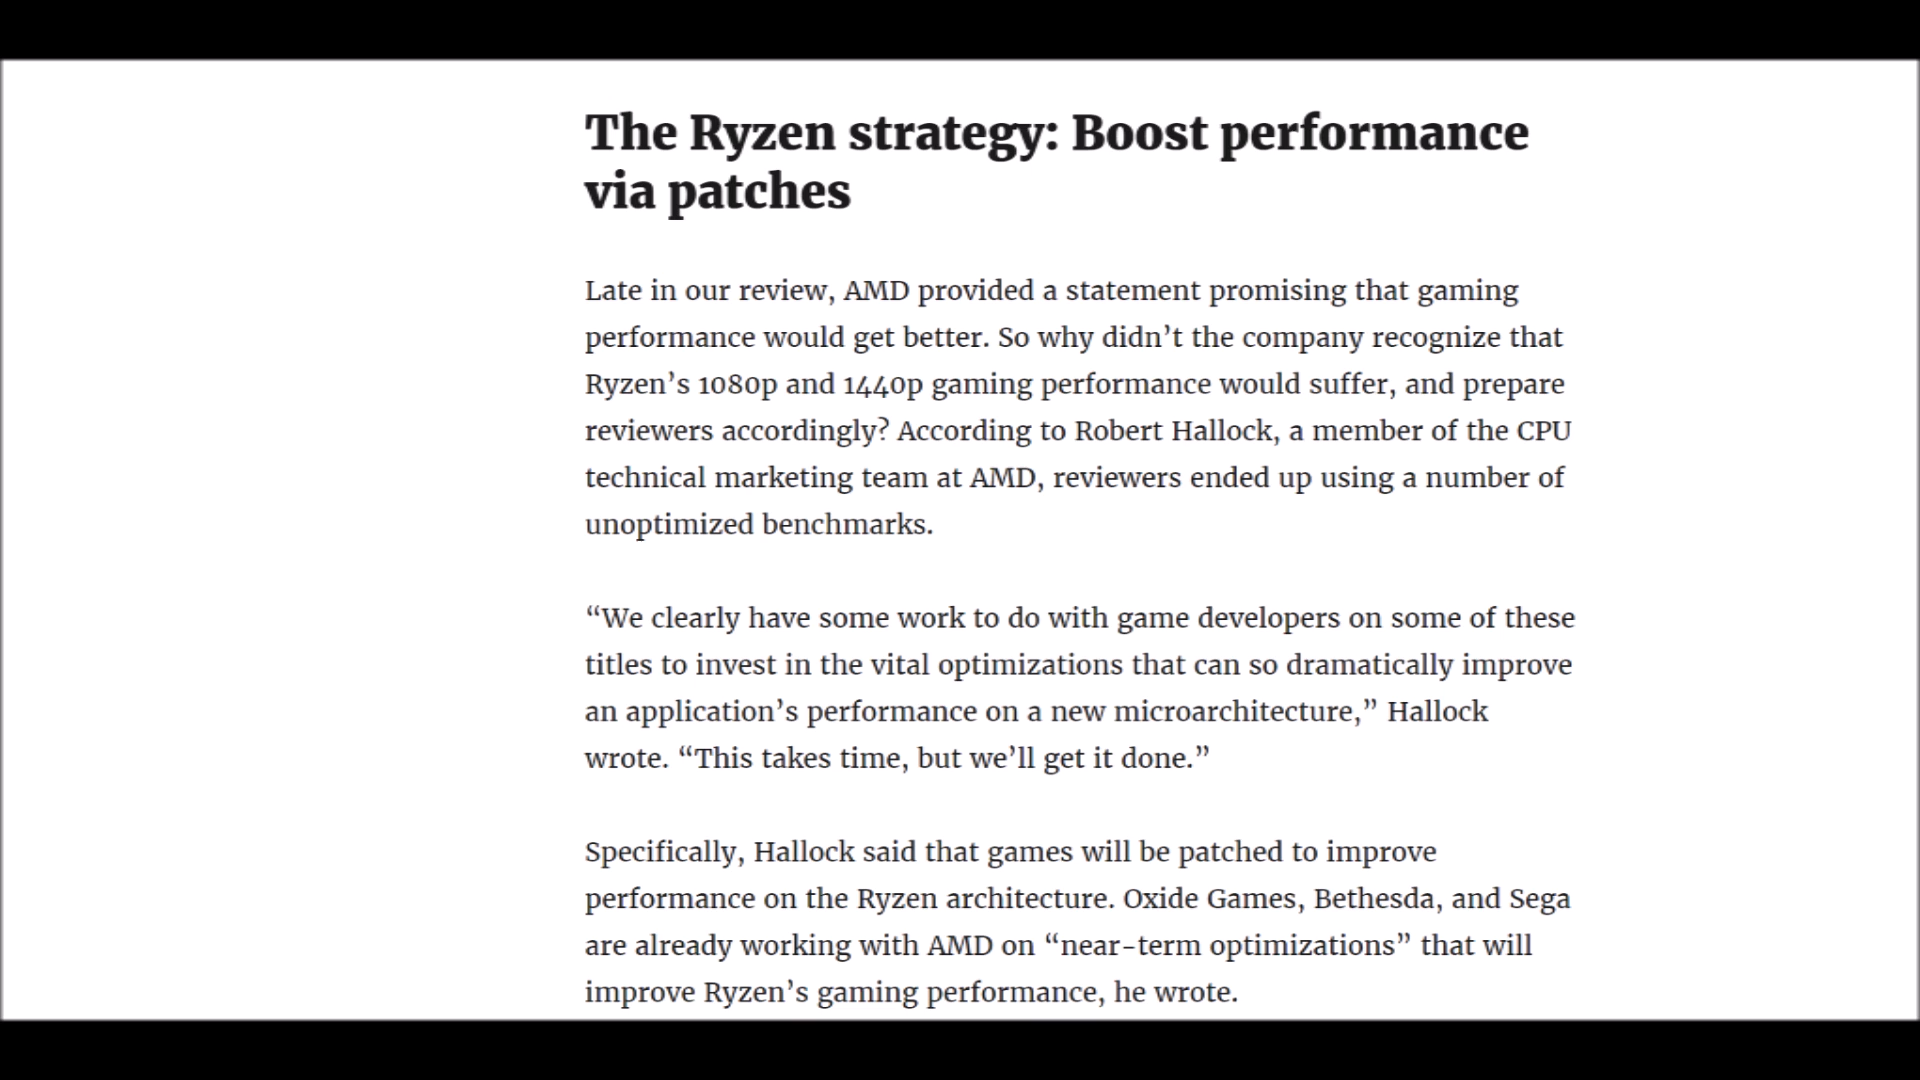 The Ryzen strategy: Boost performance
via patches
Late in our review, AMD provided a statement promising that gaming
performance would get better. So why didn’t the company recognize that
Ryzen’s 1080p and 1440p gaming performance would suffer, and prepare
reviewers accordingly? According to Robert Hallock, a member of the CPU
technical marketing team at AMD, reviewers ended up using a number of
unoptimized benchmarks.
“We clearly have some work to do with game developers on some of these
titles to invest in the vital optimizations that can so dramatically improve
an application’s performance on a new microarchitecture,” Hallock
wrote. “This takes time, but we’ll get it done.”
Specifically, Hallock said that games will be patched to improve
performance on the Ryzen architecture. Oxide Games, Bethesda, and Sega
are already working with AMD on “near-term optimizations” that will
improve Ryzen’s gaming performance, he wrote.